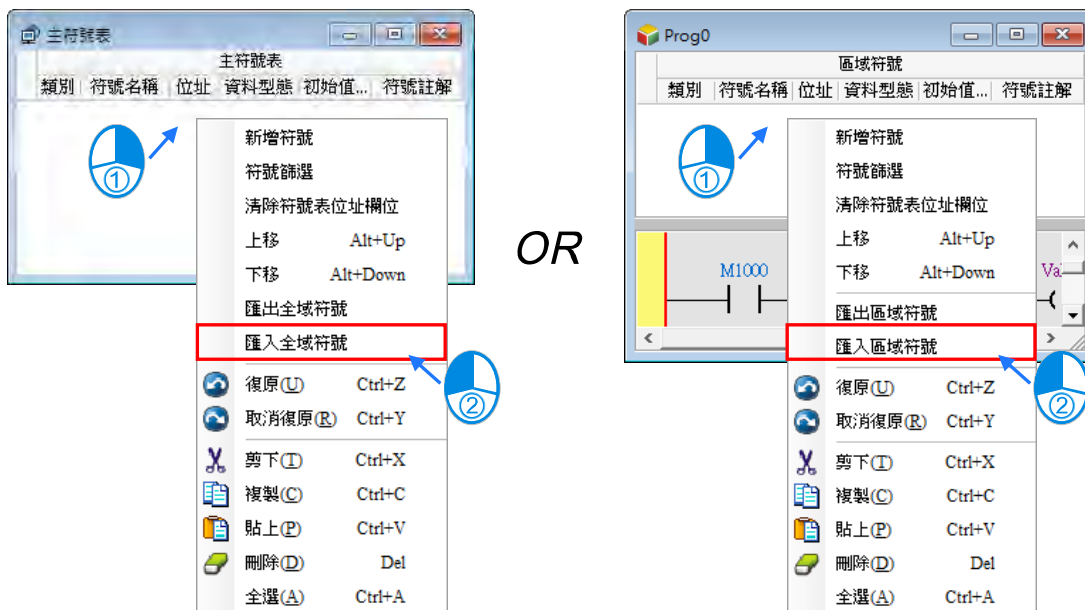 主符號表
主符號表
類別 符號名稱 位址 資料型態 初始值... 符號註解
①
新增符號
符號篩選
清除符號表位址欄位
上移 Alt+Up
下移 Alt+Down
匯出全域符號
匯入全域符號
②
復原(U) Ctrl+Z
取消復原(R) Ctrl+Y
剪下(T) Ctrl+X
複製(C) Ctrl+C
貼上(P) Ctrl+V
刪除(D) Del
全選(A) Ctrl+A
OR
Prog0
區域符號
類別 符號名稱 位址 資料型態 初始值... 符號註解
①
新增符號
符號篩選
清除符號表位址欄位
上移 Alt+Up
下移 Alt+Down
M1000
匯出區域符號
匯入區域符號
②
復原(U) Ctrl+Z
取消復原(R) Ctrl+Y
剪下(T) Ctrl+X
複製(C) Ctrl+C
貼上(P) Ctrl+V
刪除(D) Del
全選(A) Ctrl+A